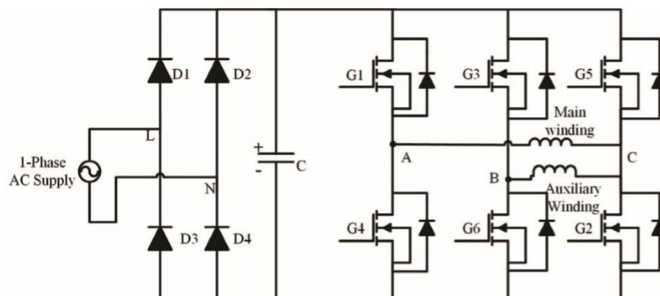 D1
D2
G1
G3
G5
L
Main
winding
1-Phase
AC Supply
+
-
C
A
C
N
B
Auxiliary
Winding
D3
D4
G4
G6
G2